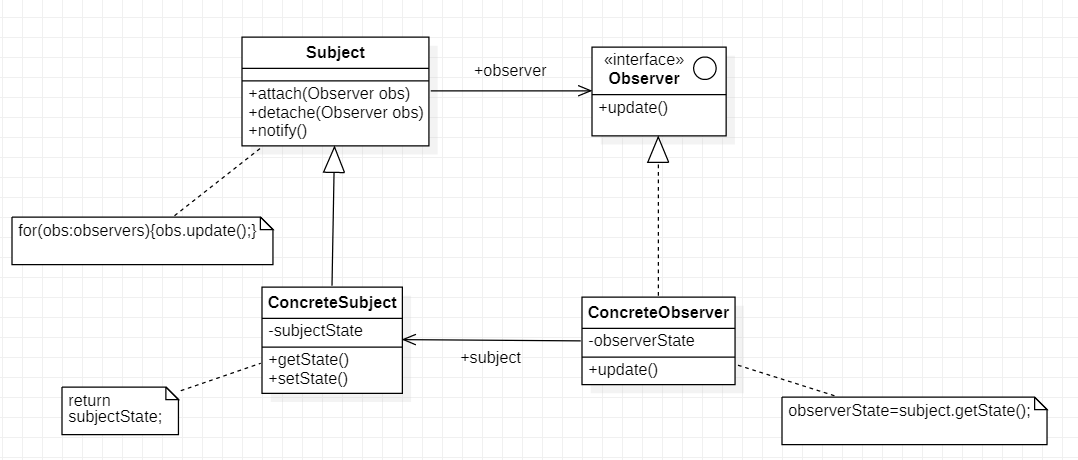 Subject
+attach(Observer obs)
+detache(Observer obs)
+notify()
+observer
«interface»
Observer
+update()
for(obs:observers){obs.update();}
ConcreteSubject
-subjectState
+getState()
+setState()
+subject
ConcreteObserver
-observerState
+update()
return
subjectState;
observerState=subject.getState();